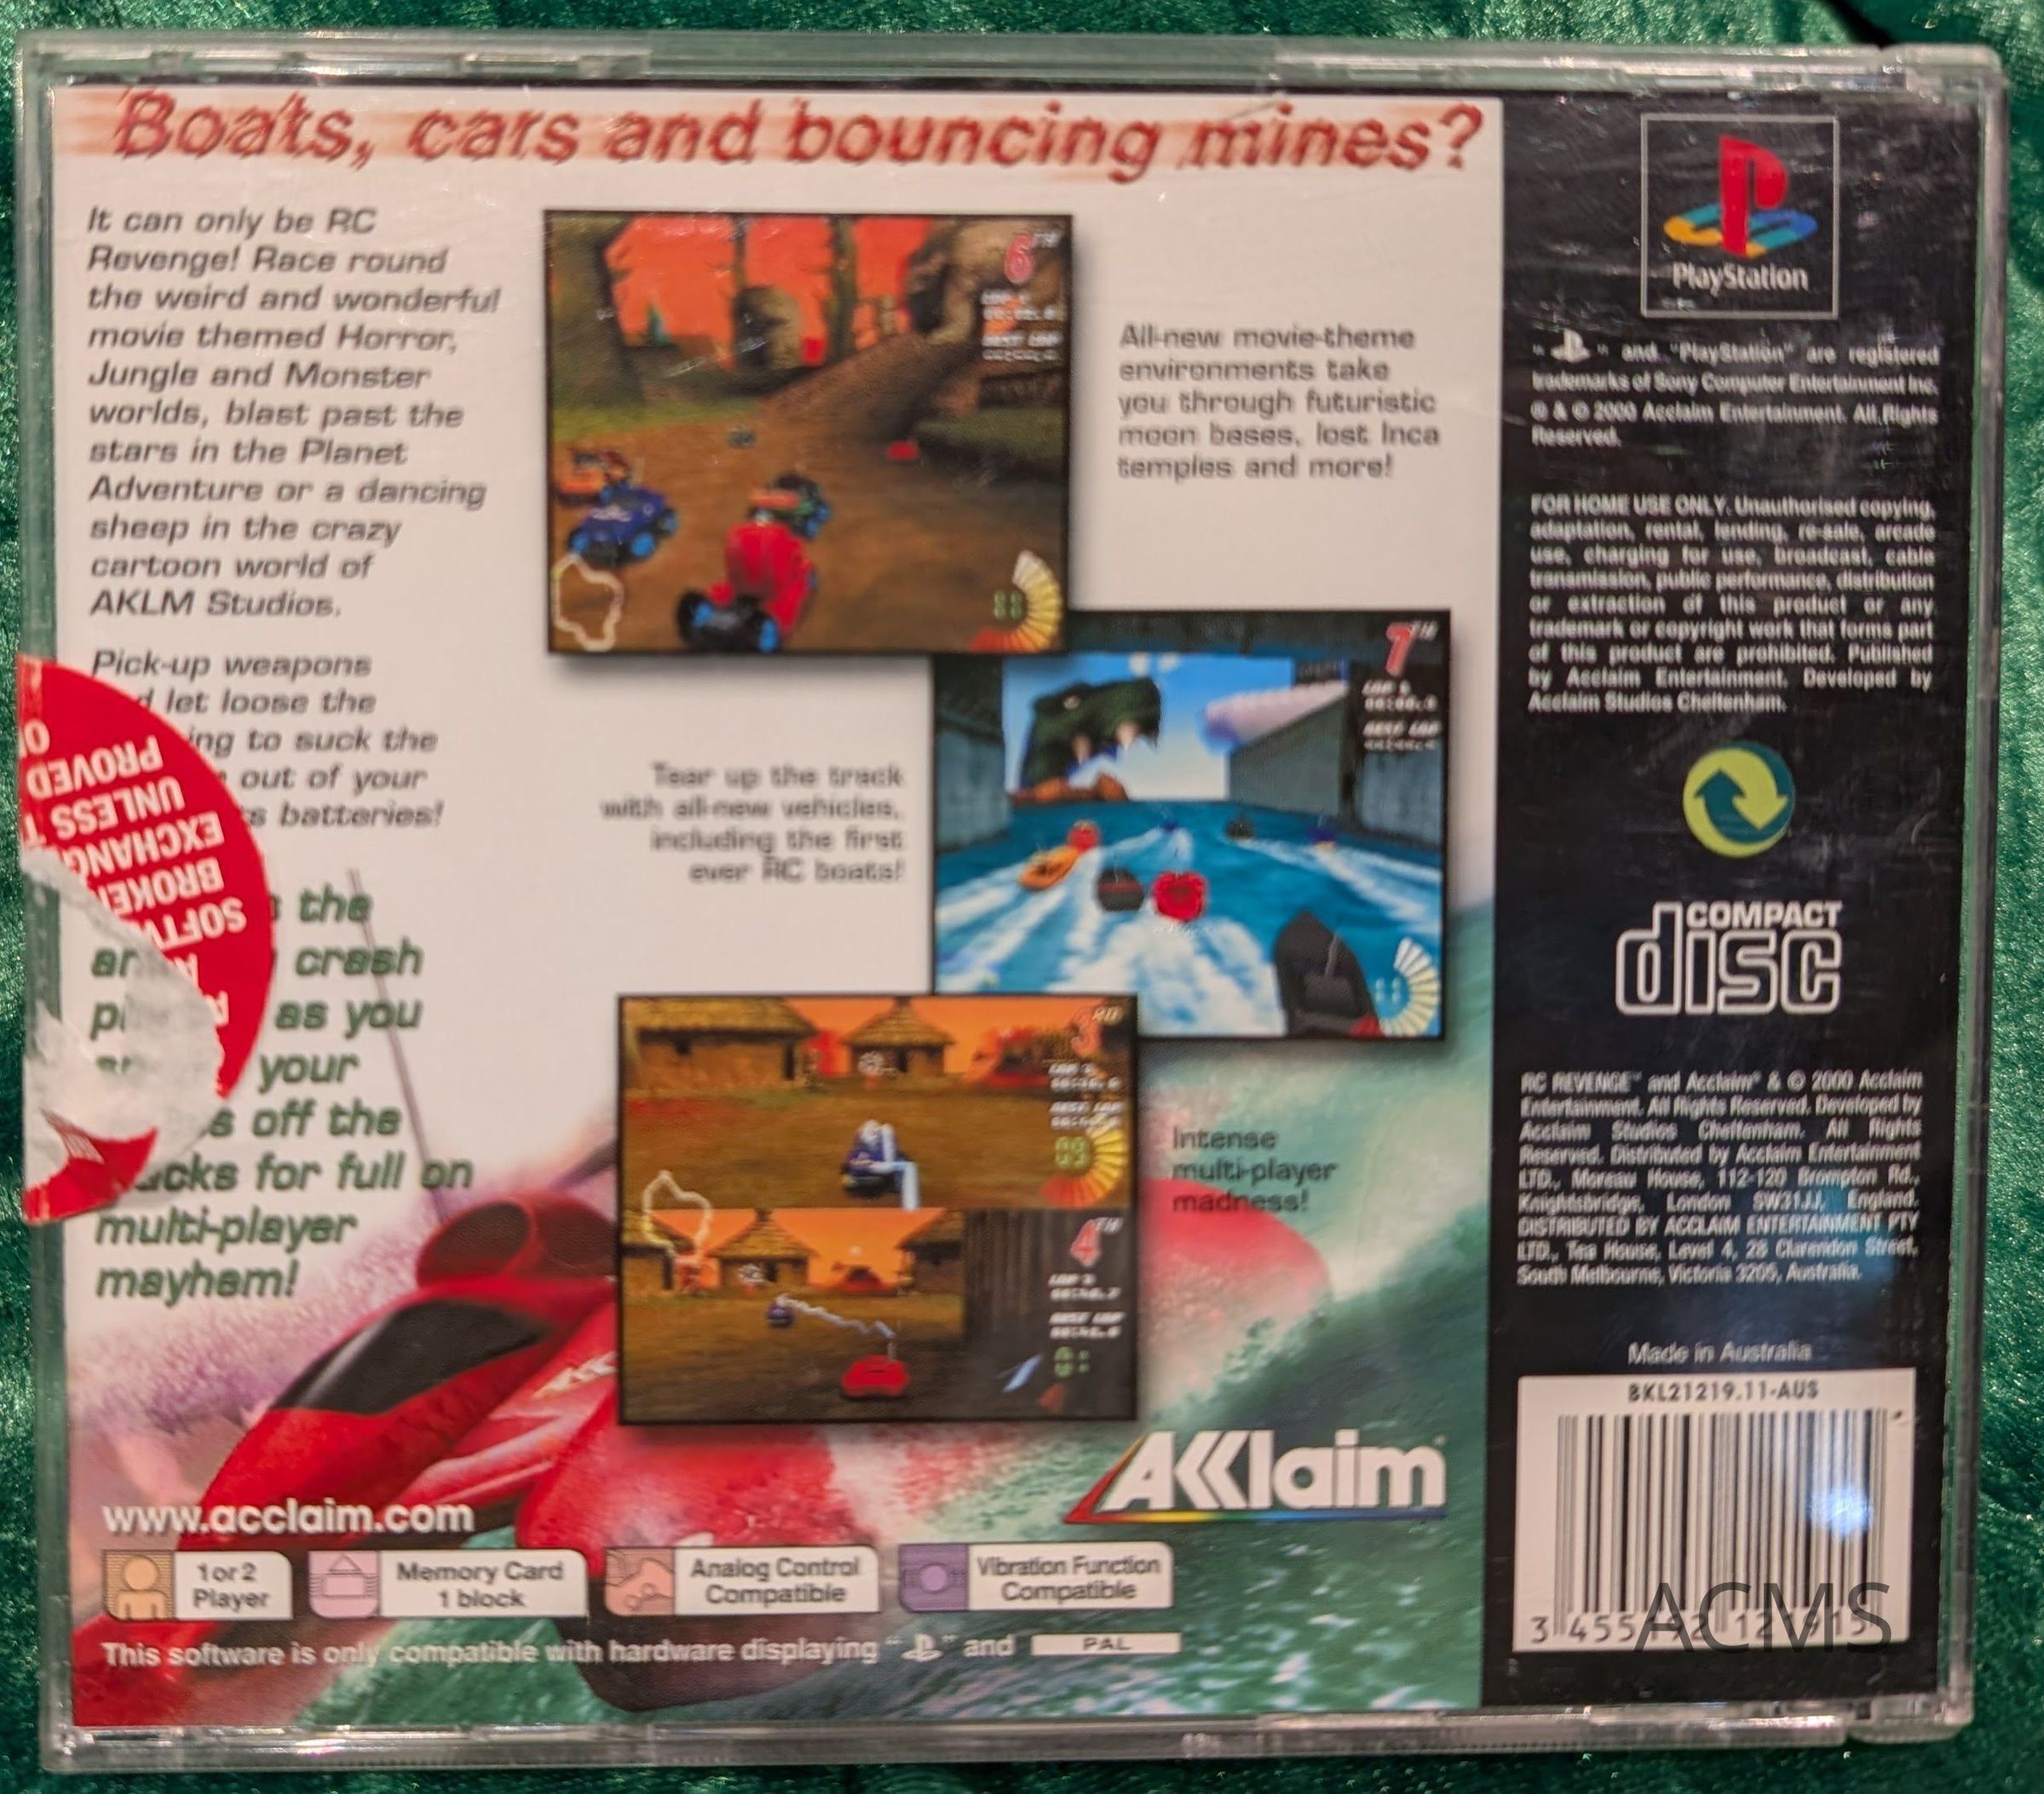 Boats, cars and bouncing mines?
It can only be RC
Revenge! Race round
the weird and wonderful
movie themed Horror,
Jungle and Monster
worlds, blast past the
stars in the Planet
Adventure or a dancing
sheep in the crazy
cartoon world of
AKLM Studios.
Pick-up weapons
let loose the
ing to suck the
out of your
batteries!
the
crash
as you
your
off the
for full on
multi-player
mayhem!
PROVED
UNLESS
EXCHANG
BROKEN
SOFTW
6TH
All-new movie-theme
environments take
you through futuristic
moon bases, lost Inca
temples and more!
7TH
Tear up the track
with all-new vehicles,
including the first
ever RC boats!
3RD
4TH
Intense
multi-player
madness!
AKKlaim
www.acclaim.com
1 or 2
Player
Memory Card
1 block
Analog Control
Compatible
Vibration Function
Compatible
This software is only compatible with hardware displaying " " and PAL
PlayStation
" " and "PlayStation" are registered
trademarks of Sony Computer Entertainment Inc.
℗ & © 2000 Acclaim Entertainment. All Rights
Reserved.
FOR HOME USE ONLY. Unauthorised copying,
adaptation, rental, lending, re-sale, arcade
use, charging for use, broadcast, cable
transmission, public performance, distribution
or extraction of this product or any
trademark or copyright work that forms part
of this product are prohibited. Published
by Acclaim Entertainment. Developed by
Acclaim Studios Cheltenham.
COMPACT
disc
RC REVENGE™ and Acclaim® & © 2000 Acclaim
Entertainment. All Rights Reserved. Developed by
Acclaim Studios Cheltenham. All Rights
Reserved. Distributed by Acclaim Entertainment
LTD., Moreau House, 112-120 Brompton Rd.,
Knightsbridge, London SW31JJ, England.
DISTRIBUTED BY ACCLAIM ENTERTAINMENT PTY
LTD., Tea House, Level 4, 28 Clarendon Street,
South Melbourne, Victoria 3205, Australia.
Made in Australia
BKL21219.11-AUS
3 455192 121915
ACMS